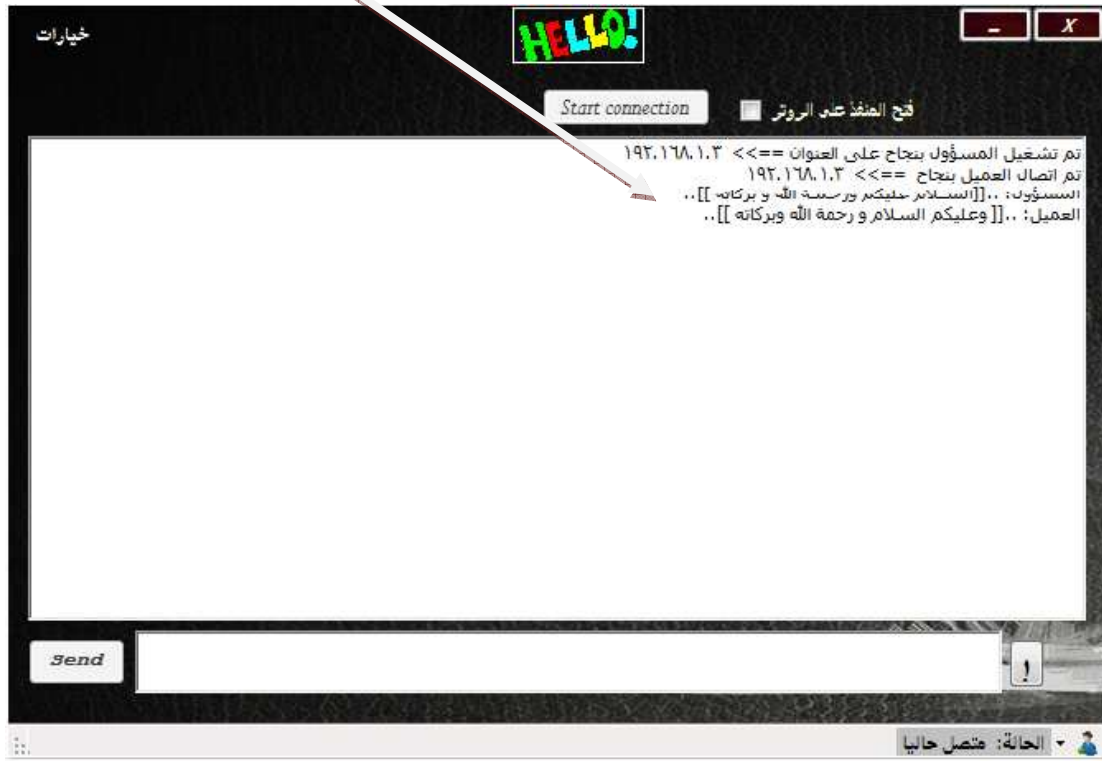 خيارات
HELLO!
-
X
Start connection
فتح المنفذ على الروتر
تم تشغيل المسؤول بنجاح على العنوان ==>> ١٩٢.١٦٨.١.٣
تم اتصال العميل بنجاح ==>> ١٩٢.١٦٨.١.٣
المسؤول: ..[[السلام عليكم ورحمة الله و بركاته ]]..
العميل: ..[[ وعليكم السلام و رحمة الله وبركاته ]]..
Send
!
الحالة: متصل حاليا